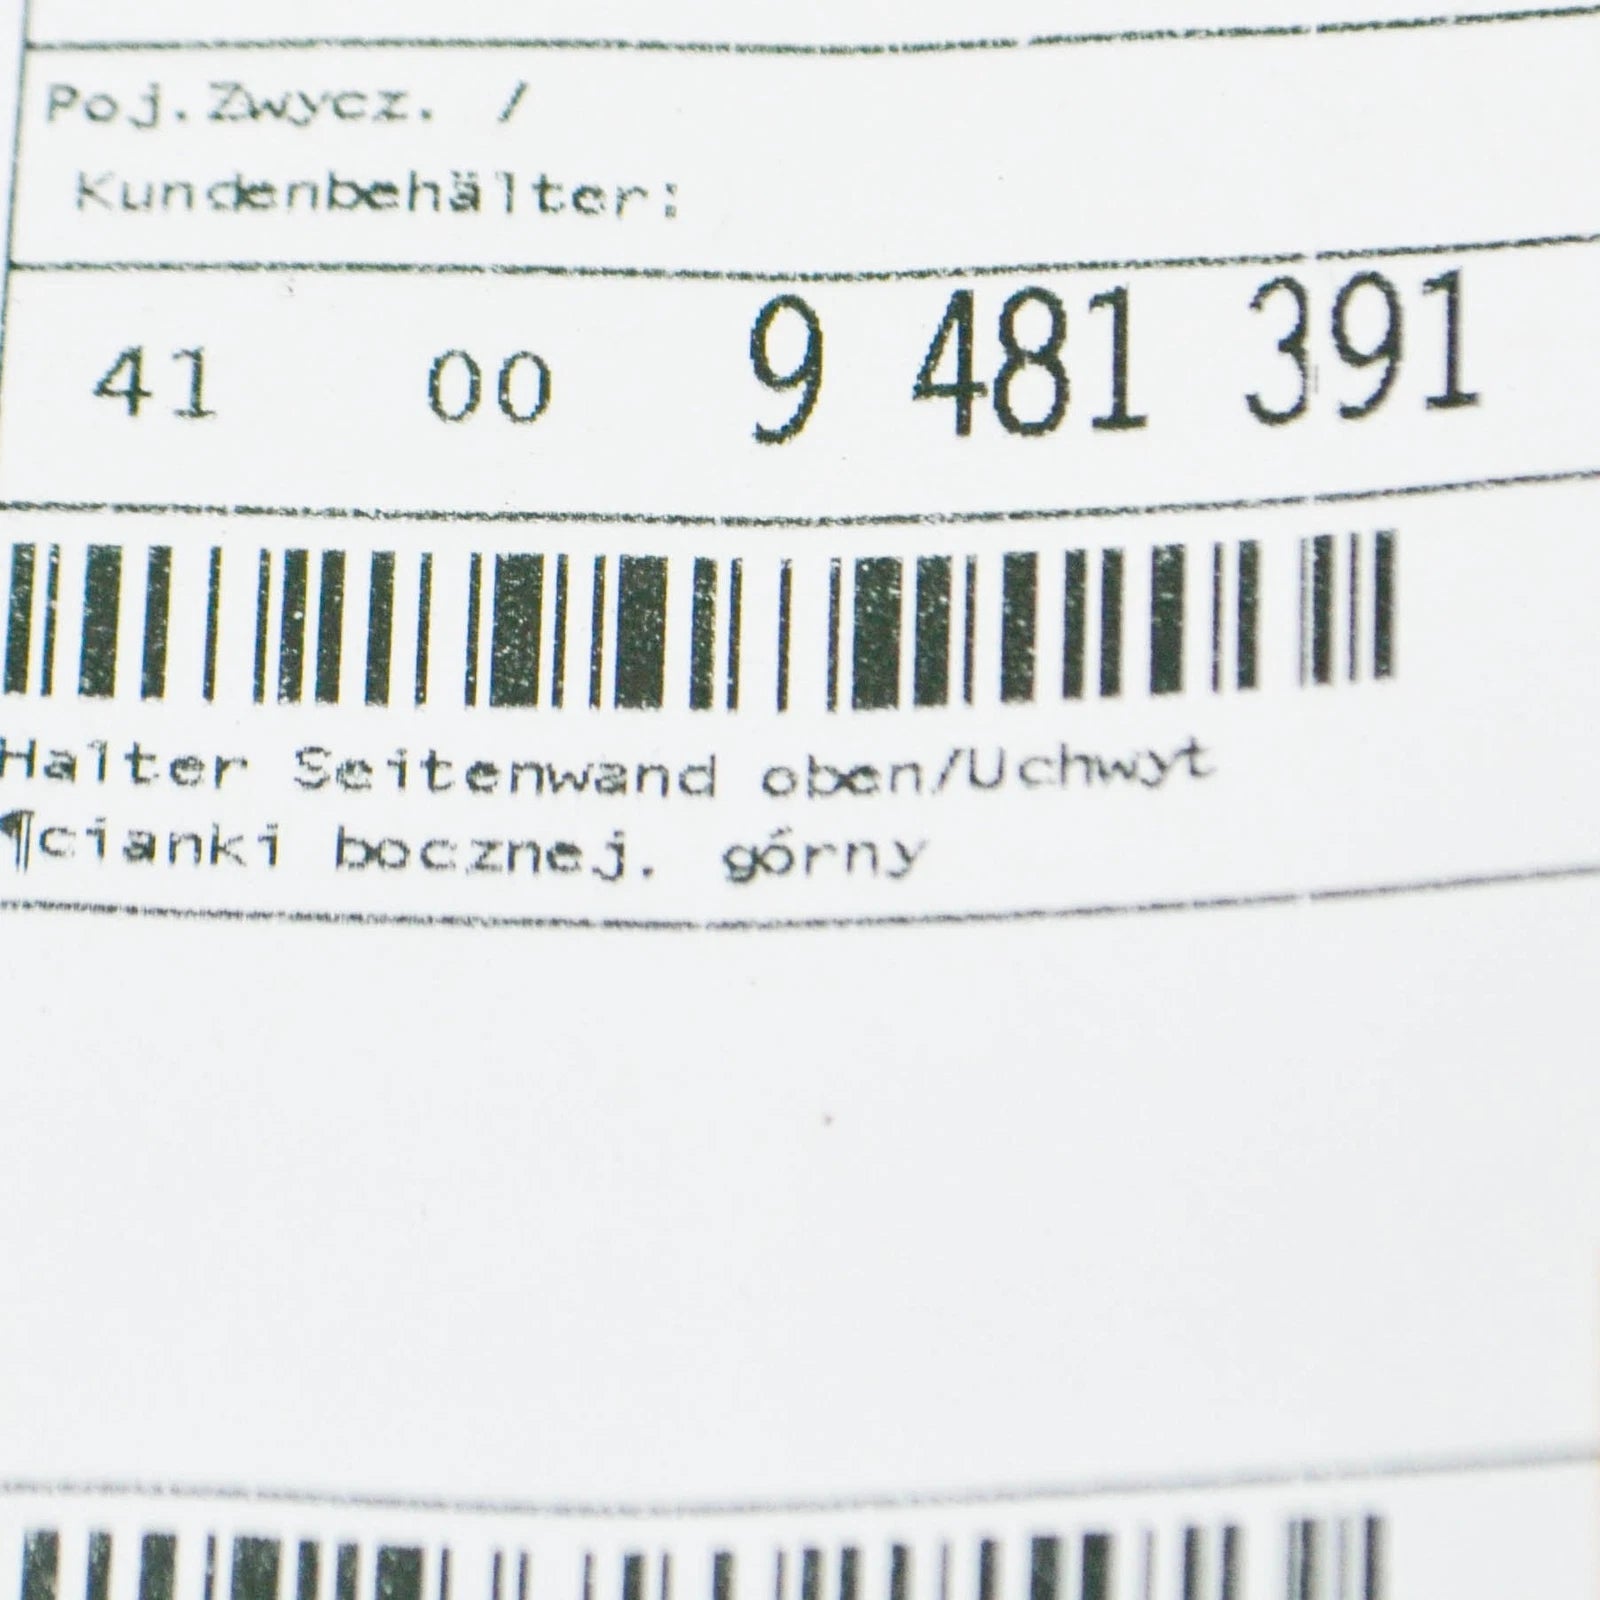 Poj.Zwycz. /
Kundenbehälter:
41 00 9 481 391
Halter Seitenwand oben/Uchwyt
¶cianki bocznej. górny